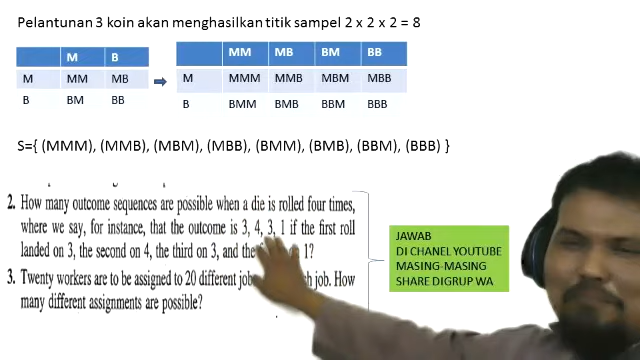 Pelantunan 3 koin akan menghasilkan titik sampel 2 x 2 x 2 = 8
M B
M MM MB
B BM BB
MM MB BM BB
M MMM MMB MBM MBB
B BMM BMB BBM BBB
S={ (MMM), (MMB), (MBM), (MBB), (BMM), (BMB), (BBM), (BBB) }
2. How many outcome sequences are possible when a die is rolled four times,
where we say, for instance, that the outcome is 3, 4, 3, 1 if the first roll
landed on 3, the second on 4, the third on 3, and the 1?
3. Twenty workers are to be assigned to 20 different job. How
many different assignments are possible?
JAWAB
DI CHANEL YOUTUBE
MASING-MASING
SHARE DIGRUP WA